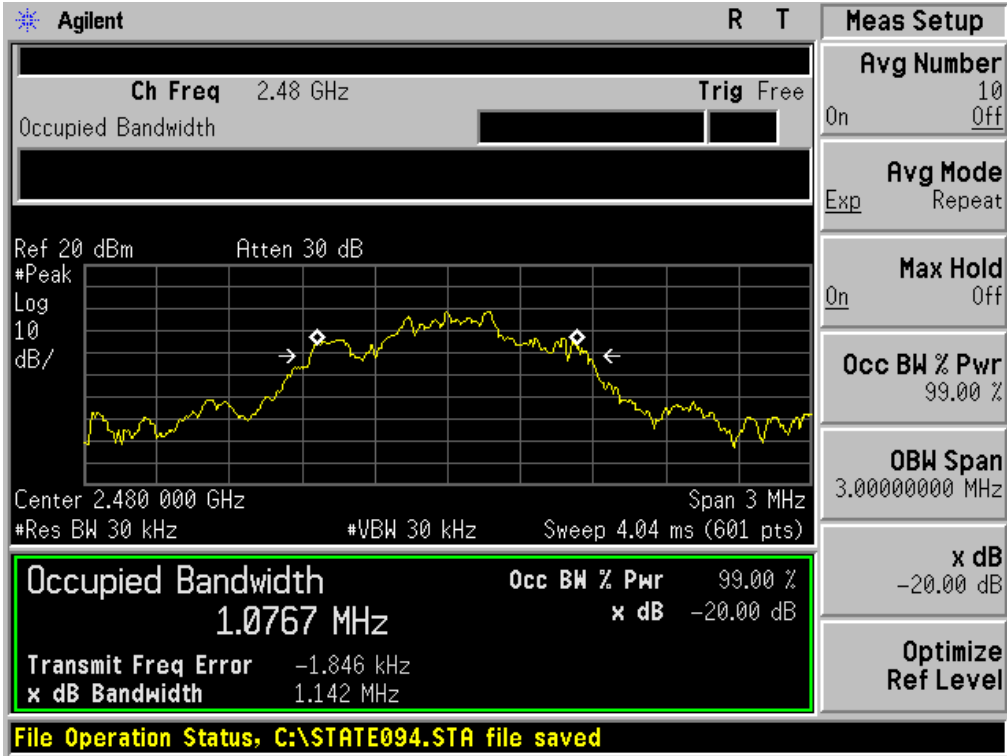 Agilent R T
Ch Freq 2.48 GHz Trig Free
Occupied Bandwidth
Ref 20 dBm Atten 30 dB
#Peak
Log
10
dB/
Center 2.480 000 GHz Span 3 MHz
#Res BW 30 kHz #VBW 30 kHz Sweep 4.04 ms (601 pts)
Occupied Bandwidth Occ BW % Pwr 99.00 %
1.0767 MHz x dB -20.00 dB
Transmit Freq Error -1.846 kHz
x dB Bandwidth 1.142 MHz
File Operation Status, C:\STATE094.STA file saved
Meas Setup
Avg Number
10
On Off
Avg Mode
Exp Repeat
Max Hold
On Off
Occ BW % Pwr
99.00 %
OBW Span
3.00000000 MHz
x dB
-20.00 dB
Optimize
Ref Level